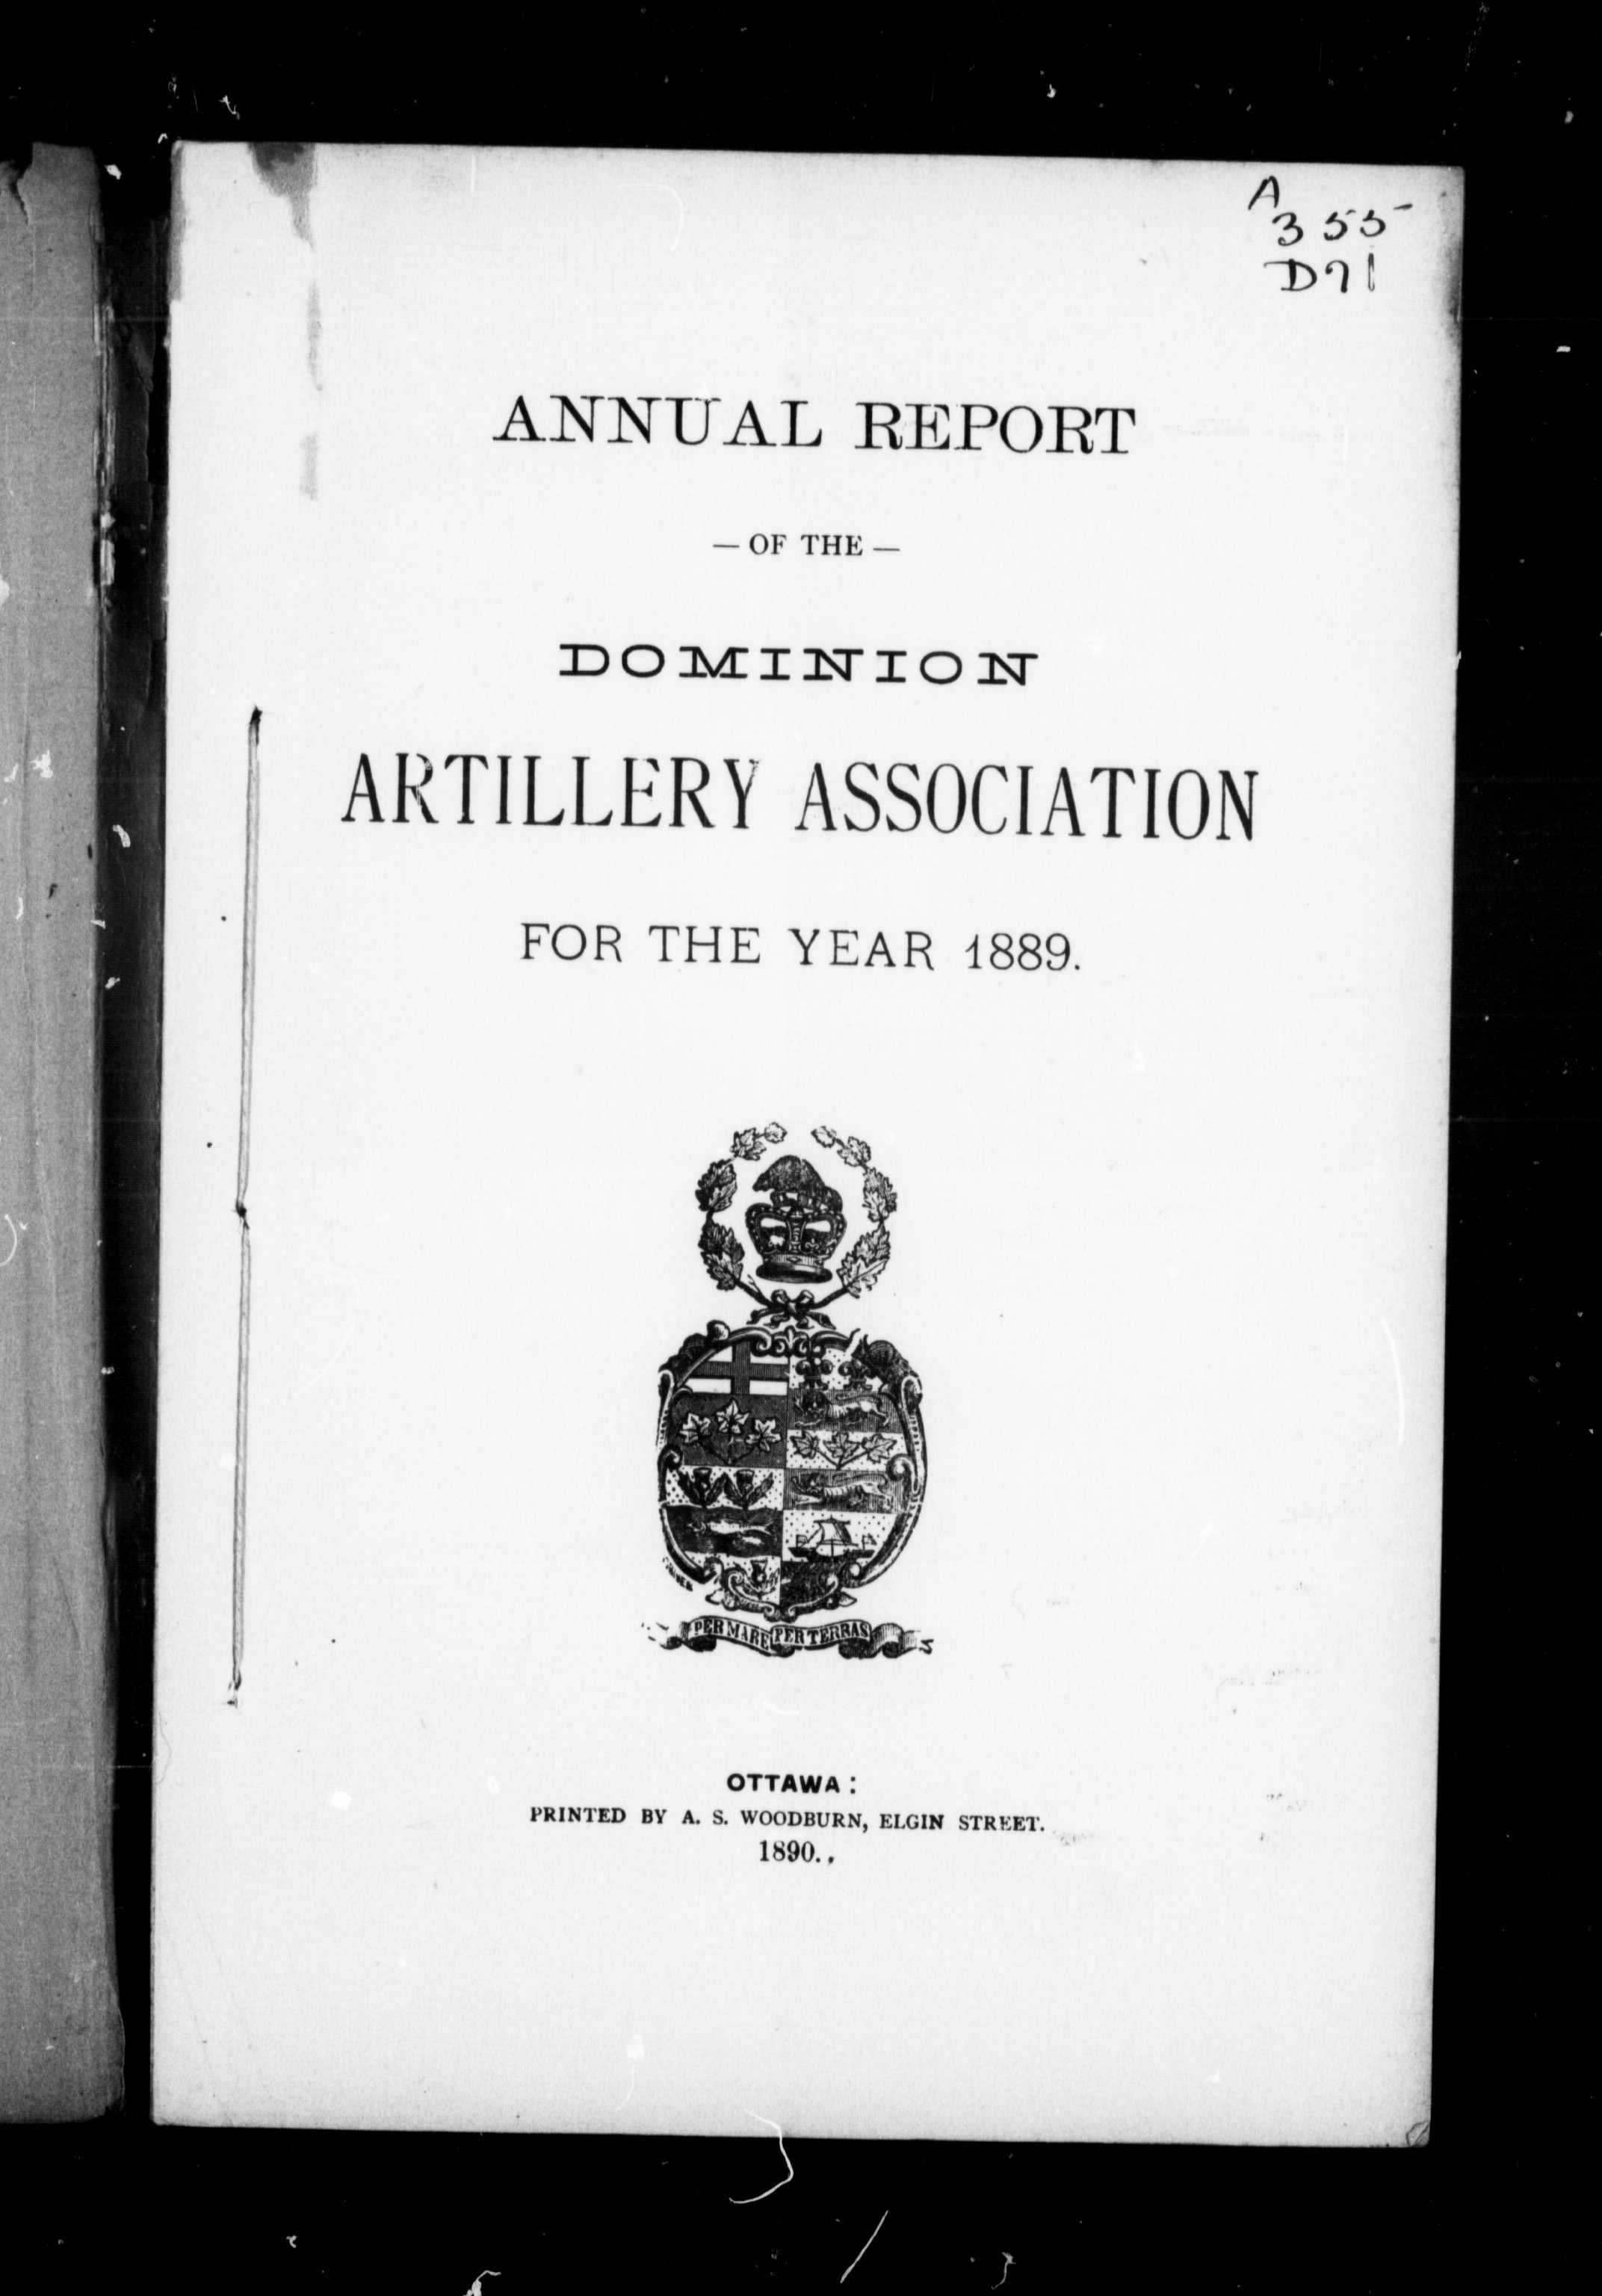 A
355
D71
ANNUAL REPORT
— OF THE —
DOMINION
ARTILLERY ASSOCIATION
FOR THE YEAR 1889.
PER MARE PER TERRAS
OTTAWA:
PRINTED BY A. S. WOODBURN, ELGIN STREET.
1890.